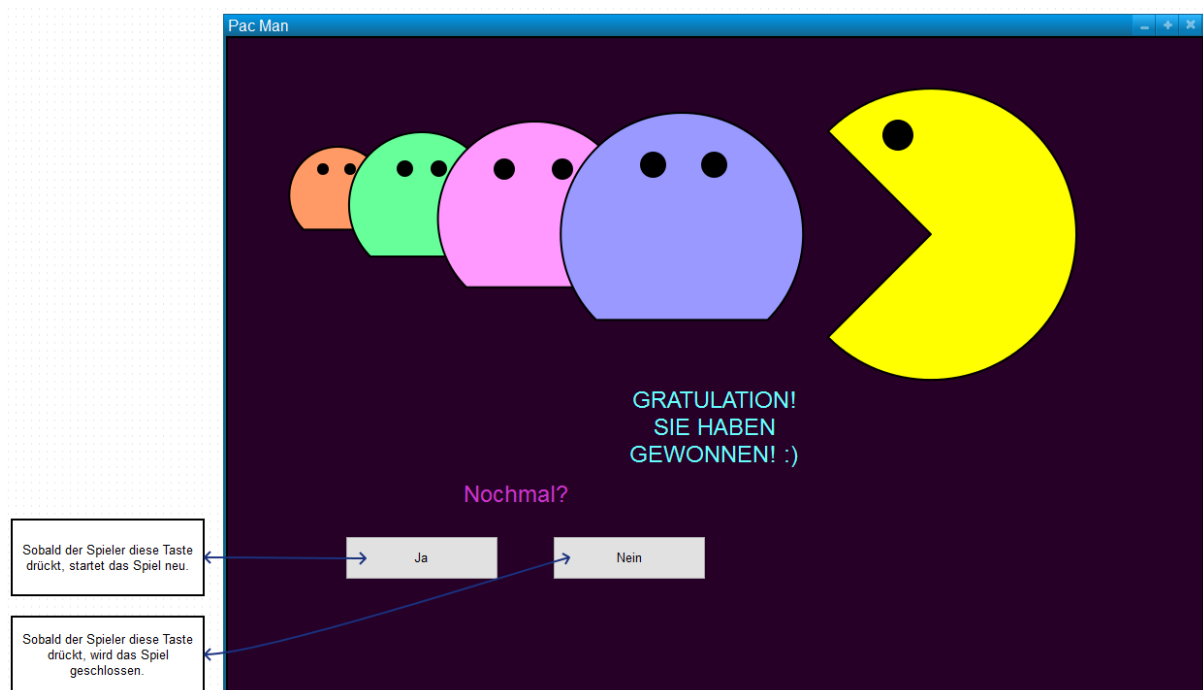 Pac Man
GRATULATION!
SIE HABEN
GEWONNEN! :)
Nochmal?
Ja
Nein
Sobald der Spieler diese Taste
drückt, startet das Spiel neu.
Sobald der Spieler diese Taste
drückt, wird das Spiel
geschlossen.